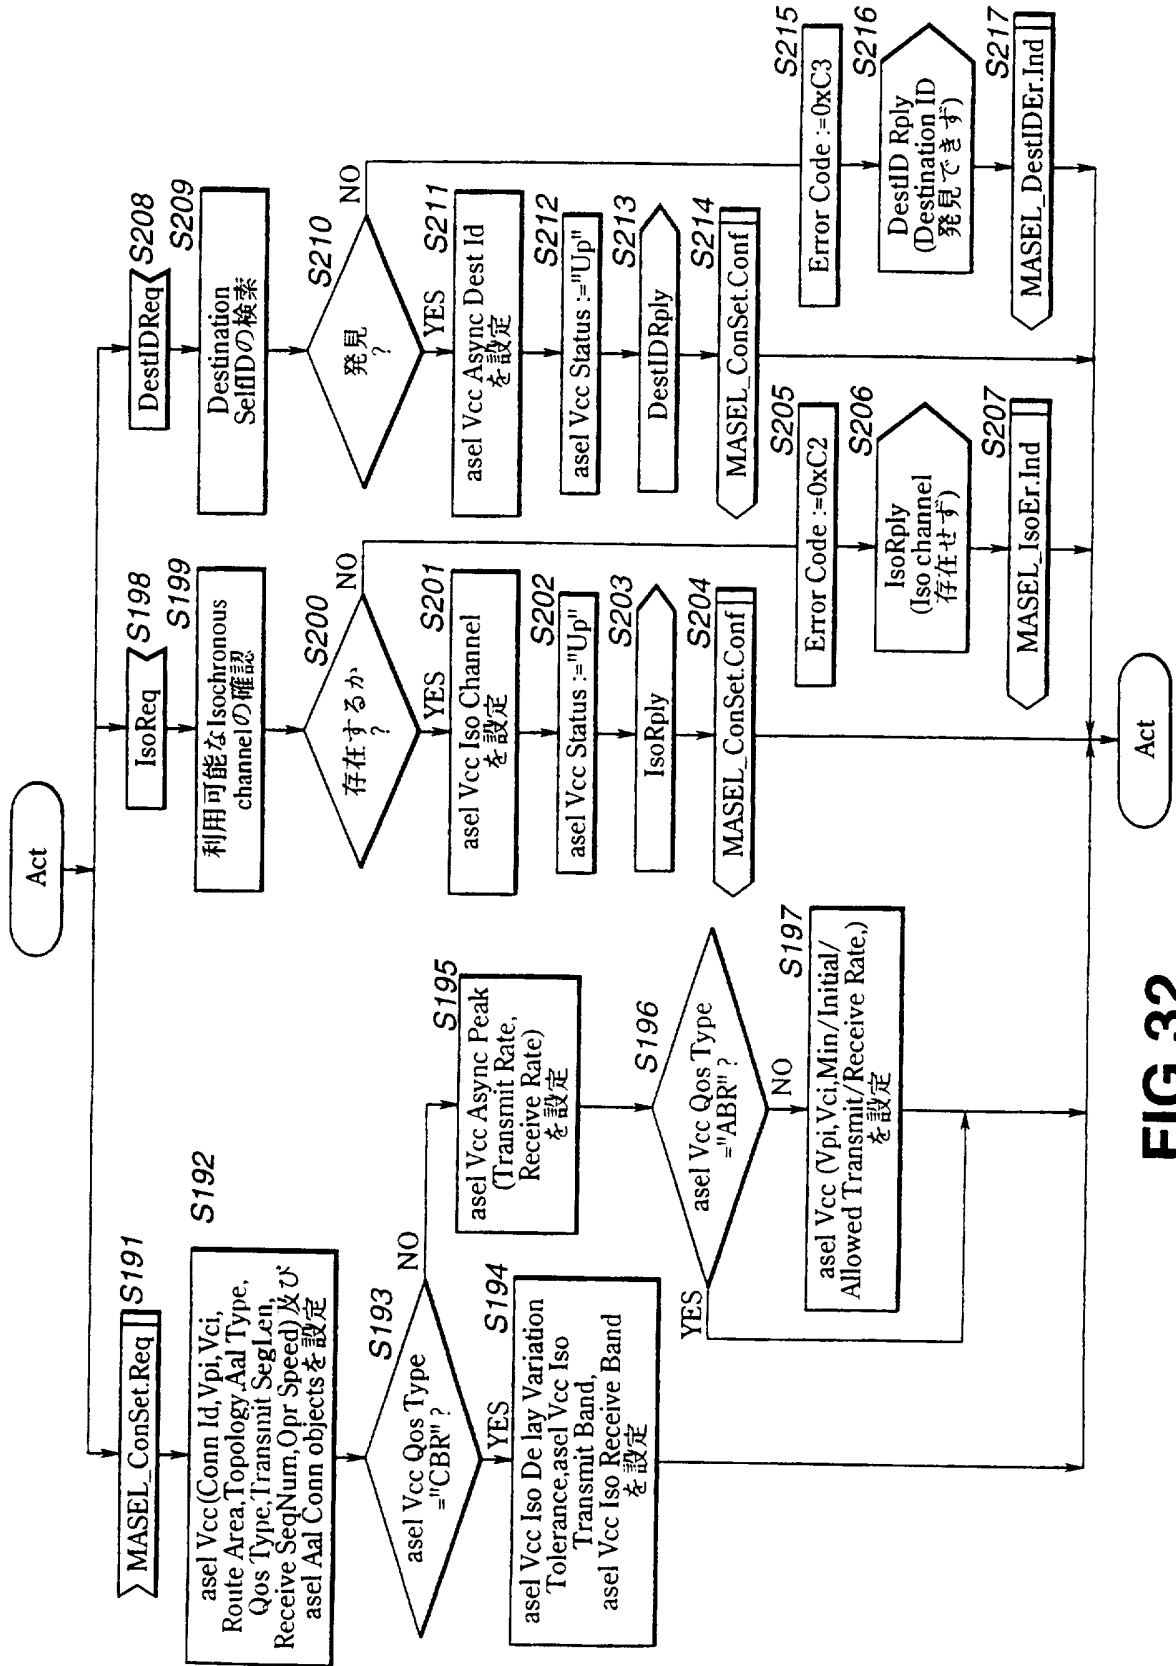 Act
MASEL_ConSet.Req
S191
asel Vcc(Conn Id,Vpi,Vci,
Route Area,Topology,Aal Type,
Qos Type,Transmit SegLen,
Receive SeqNum,Opr Speed)及び
asel Aal Conn objectsを設定
S192
asel Vcc Qos Type
="CBR"?
S193
NO
YES
asel Vcc Iso De lay Variation
Tolerance,asel Vcc Iso
Transmit Band,
asel Vcc Iso Receive Band
を設定
S194
asel Vcc Async Peak
(Transmit Rate,
Receive Rate)
を設定
S195
asel Vcc Qos Type
="ABR"?
S196
YES
NO
asel Vcc (Vpi,Vci,Min/Initial/
Allowed Transmit/Receive Rate,)
を設定
S197
IsoReq
S198
利用可能なIsochronous
channelの確認
S199
存在するか
?
S200
NO
YES
asel Vcc Iso Channel
を設定
S201
asel Vcc Status :="Up"
S202
IsoRply
S203
MASEL_ConSet.Conf
S204
Error Code :=0xC2
S205
IsoRply
(Iso channel
存在せず)
S206
MASEL_IsoEr.Ind
S207
DestIDReq
S208
Destination
SelfIDの検索
S209
発見
?
S210
NO
YES
asel Vcc Async Dest Id
を設定
S211
asel Vcc Status :="Up"
S212
DestIDRply
S213
MASEL_ConSet.Conf
S214
Error Code :=0xC3
S215
DestID Rply
(Destination ID
発見できず)
S216
MASEL_DestIDEr.Ind
S217
Act
FIG.32